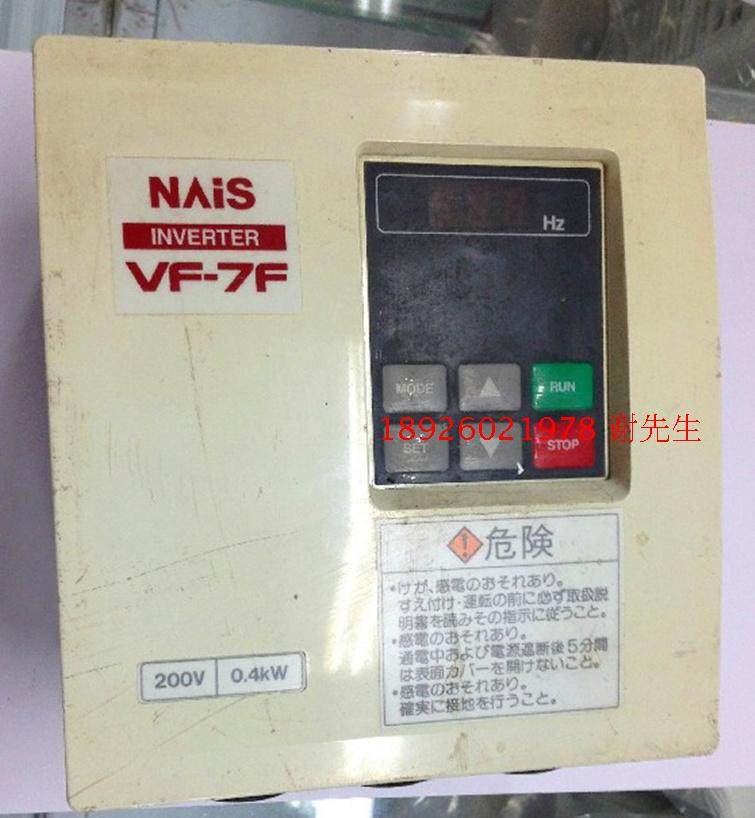 NAiS
INVERTER
VF-7F
Hz
MODE
▲
RUN
18926021978 谢先生
SET
▼
STOP
危険
・けが、感電のおそれあり。
すえ付け・運転の前に必ず取扱説
明書を読みその指示に従うこと。
・感電のおそれあり。
通電中および電源遮断後5分間
は表面カバーを開けないこと。
・感電のおそれあり。
確実に接地を行うこと。
200V 0.4kW